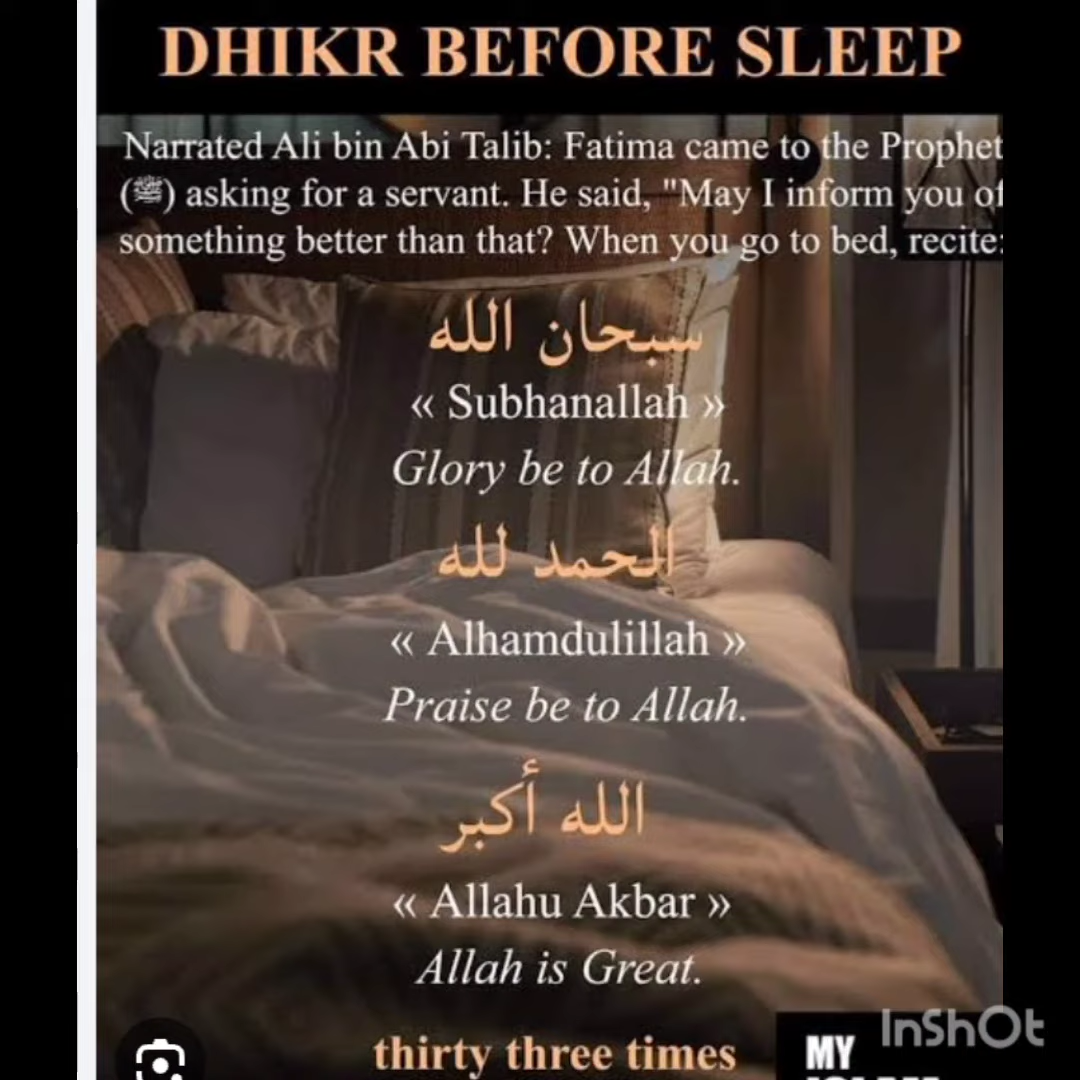 DHIKR BEFORE SLEEP
Narrated Ali bin Abi Talib: Fatima came to the Prophet
(ﷺ) asking for a servant. He said, "May I inform you of
something better than that? When you go to bed, recite:
سبحان الله
« Subhanallah »
Glory be to Allah.
الحمد لله
« Alhamdulillah »
Praise be to Allah.
الله أكبر
« Allahu Akbar »
Allah is Great.
thirty three times
MY
InShOt